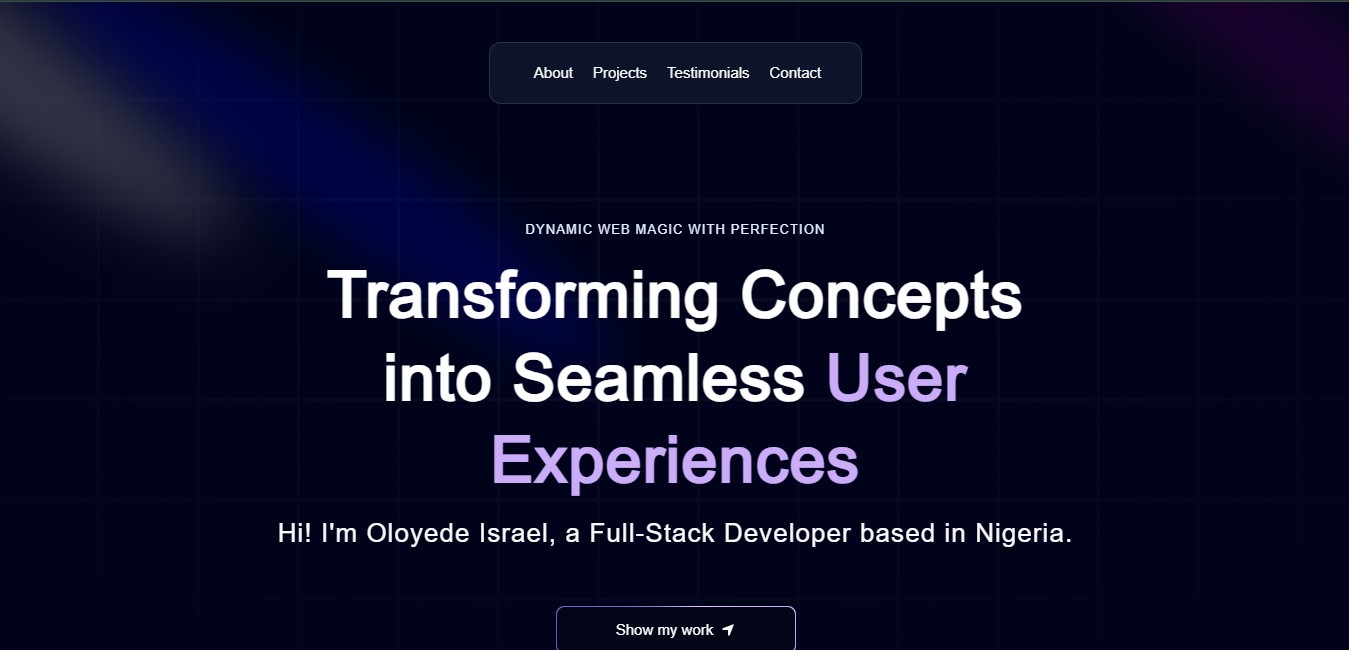 About Projects Testimonials Contact
DYNAMIC WEB MAGIC WITH PERFECTION
Transforming Concepts
into Seamless User
Experiences
Hi! I'm Oloyede Israel, a Full-Stack Developer based in Nigeria.
Show my work